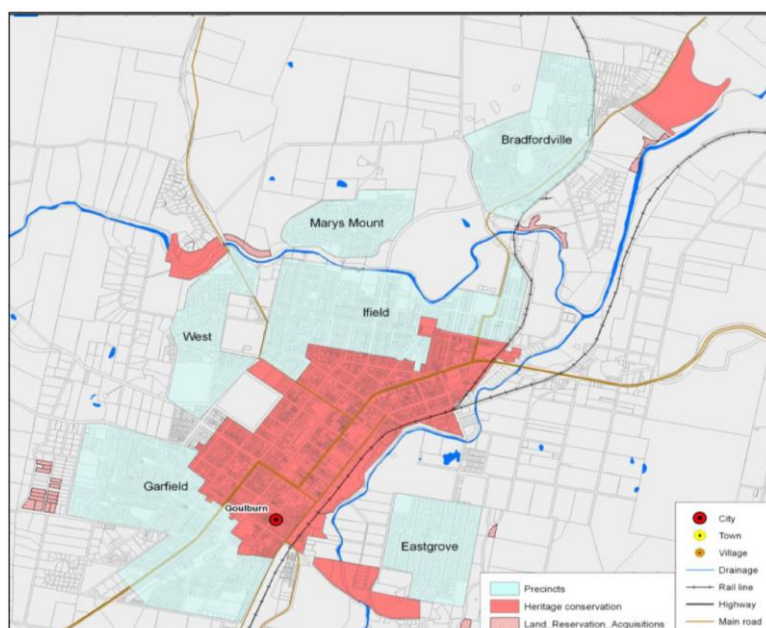 Bradfordville
Marys Mount
Ifield
West
Garfield
Goulburn
Eastgrove
Precincts
Heritage conservation
Land_Reservation_Acquisitions
City
Town
Village
Drainage
Rail line
Highway
Main road